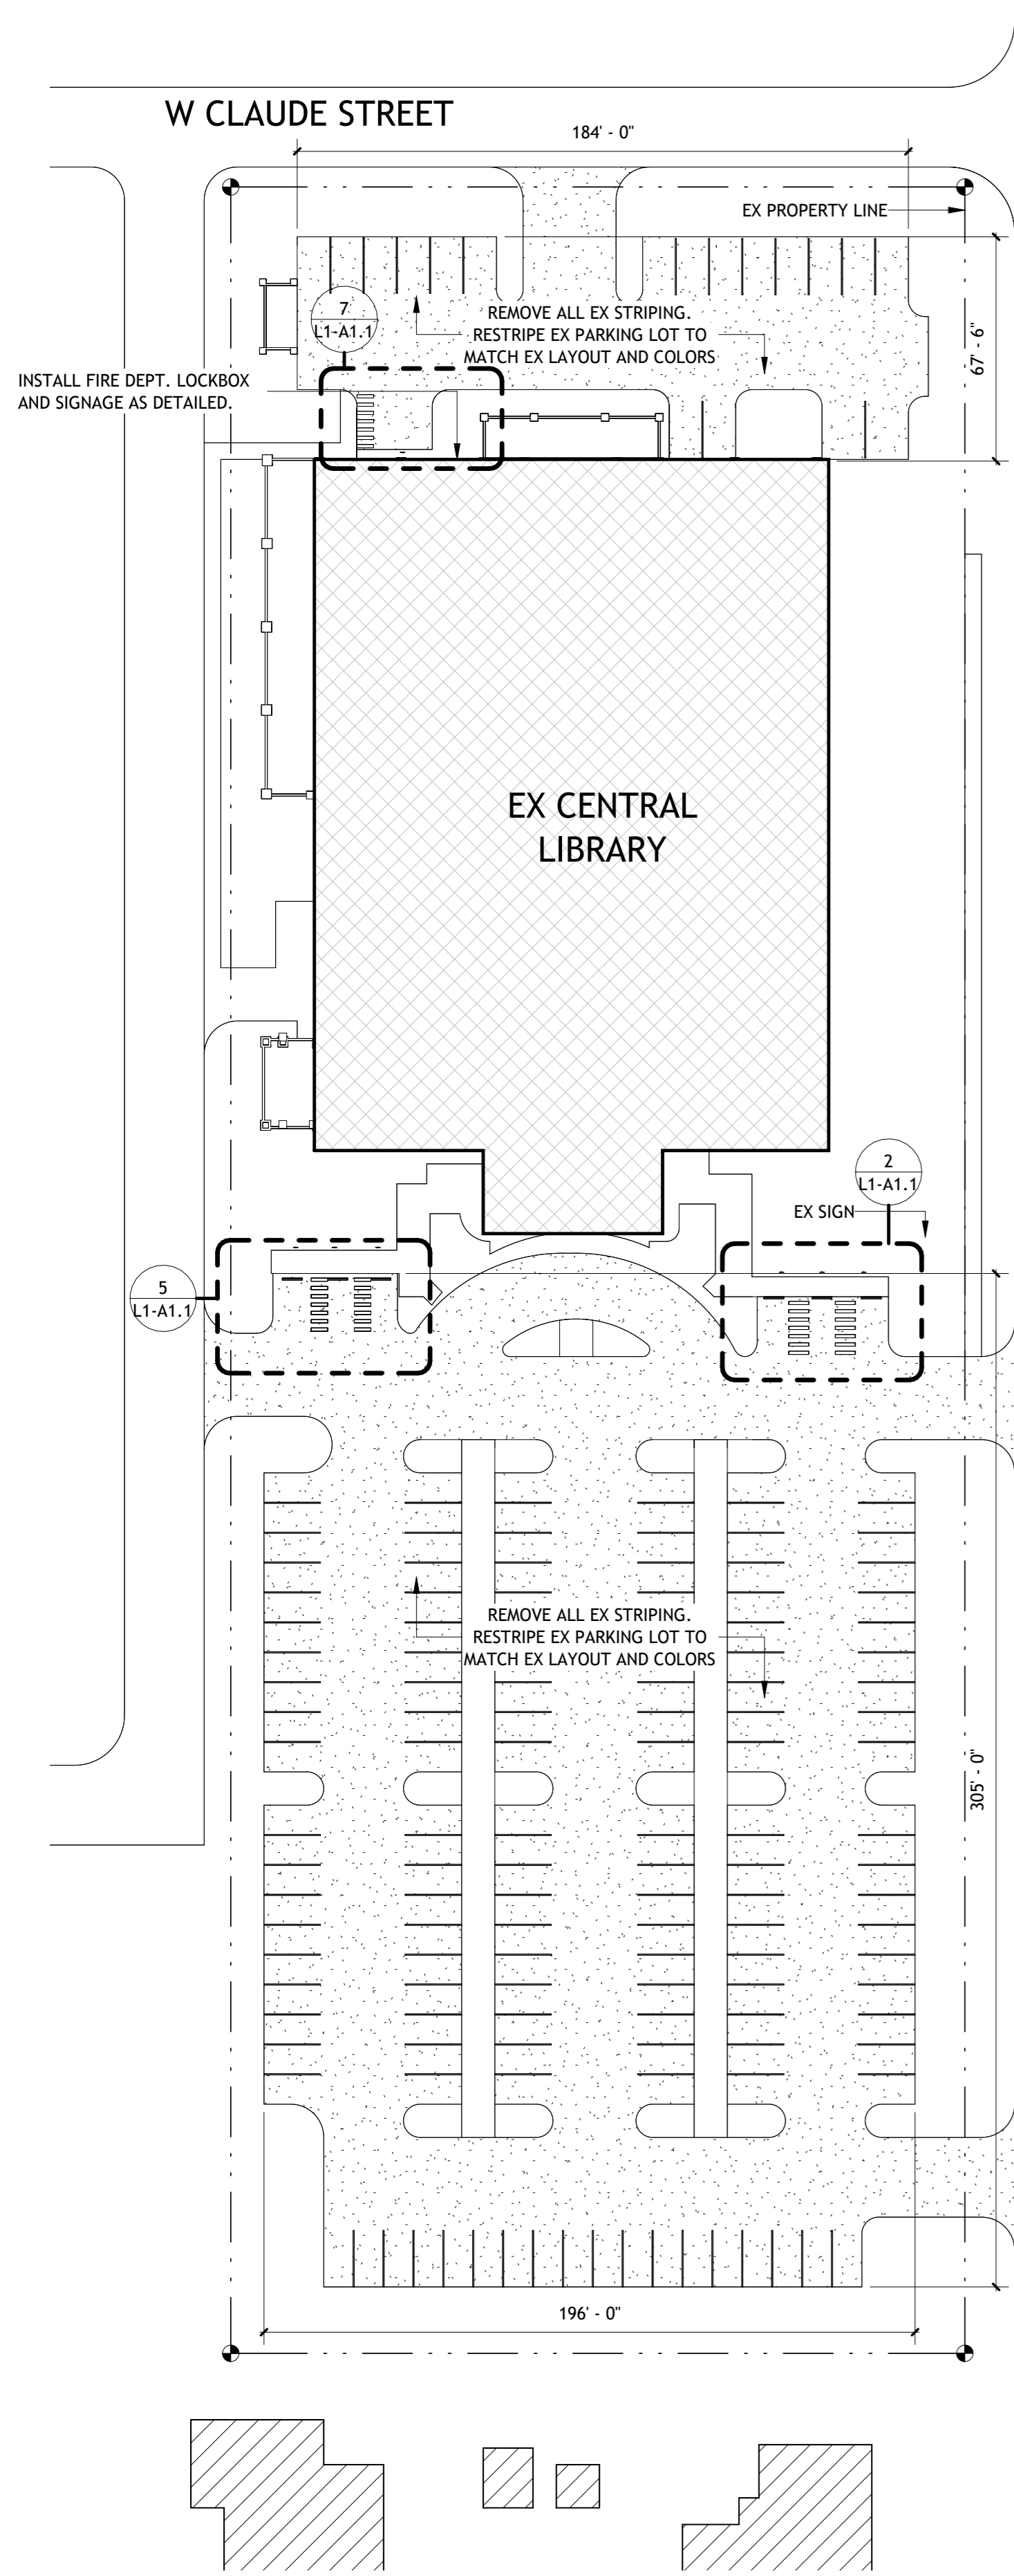 W CLAUDE STREET
184' - 0"
EX PROPERTY LINE
7
L1-A1.1
REMOVE ALL EX STRIPING.
RESTRIPE EX PARKING LOT TO
MATCH EX LAYOUT AND COLORS
67' - 6"
INSTALL FIRE DEPT. LOCKBOX
AND SIGNAGE AS DETAILED.
EX CENTRAL
LIBRARY
2
L1-A1.1
EX SIGN
5
L1-A1.1
REMOVE ALL EX STRIPING.
RESTRIPE EX PARKING LOT TO
MATCH EX LAYOUT AND COLORS
305' - 0"
196' - 0"